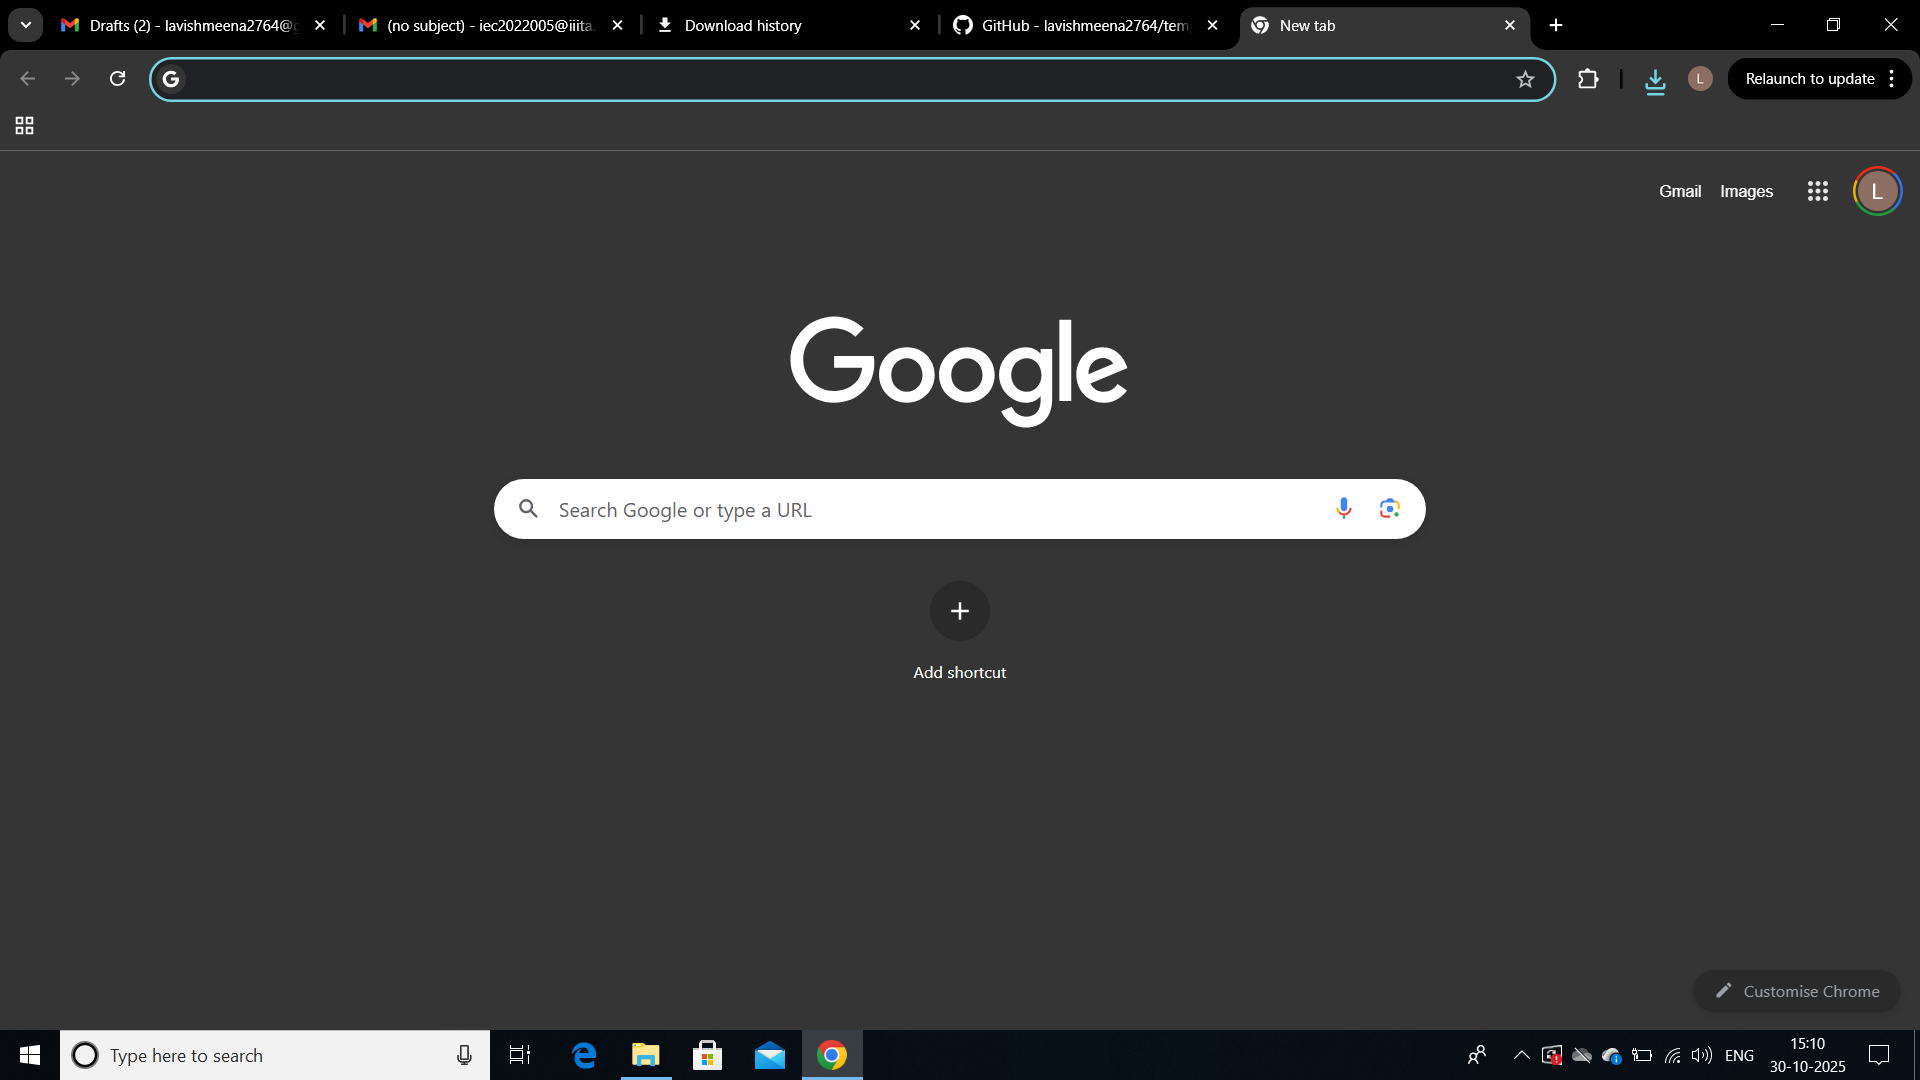 Drafts (2) - lavishmeena2764@g
(no subject) - iec2022005@iiita.
Download history
GitHub - lavishmeena2764/tem
New tab
Relaunch to update
L
Gmail
Images
L
Google
Search Google or type a URL
Add shortcut
Customise Chrome
Type here to search
ENG
15:10
30-10-2025